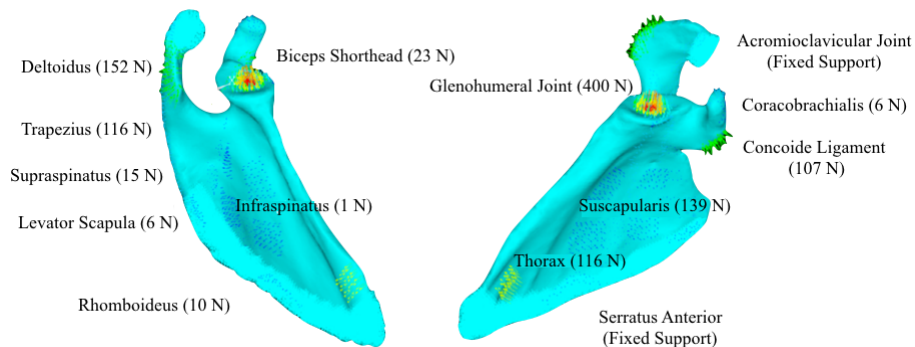 Deltoidus (152 N)
Biceps Shorthead (23 N)
Trapezius (116 N)
Supraspinatus (15 N)
Levator Scapula (6 N)
Infraspinatus (1 N)
Rhomboideus (10 N)
Acromioclavicular Joint
(Fixed Support)
Glenohumeral Joint (400 N)
Coracobrachialis (6 N)
Concoide Ligament
(107 N)
Suscapularis (139 N)
Thorax (116 N)
Serratus Anterior
(Fixed Support)